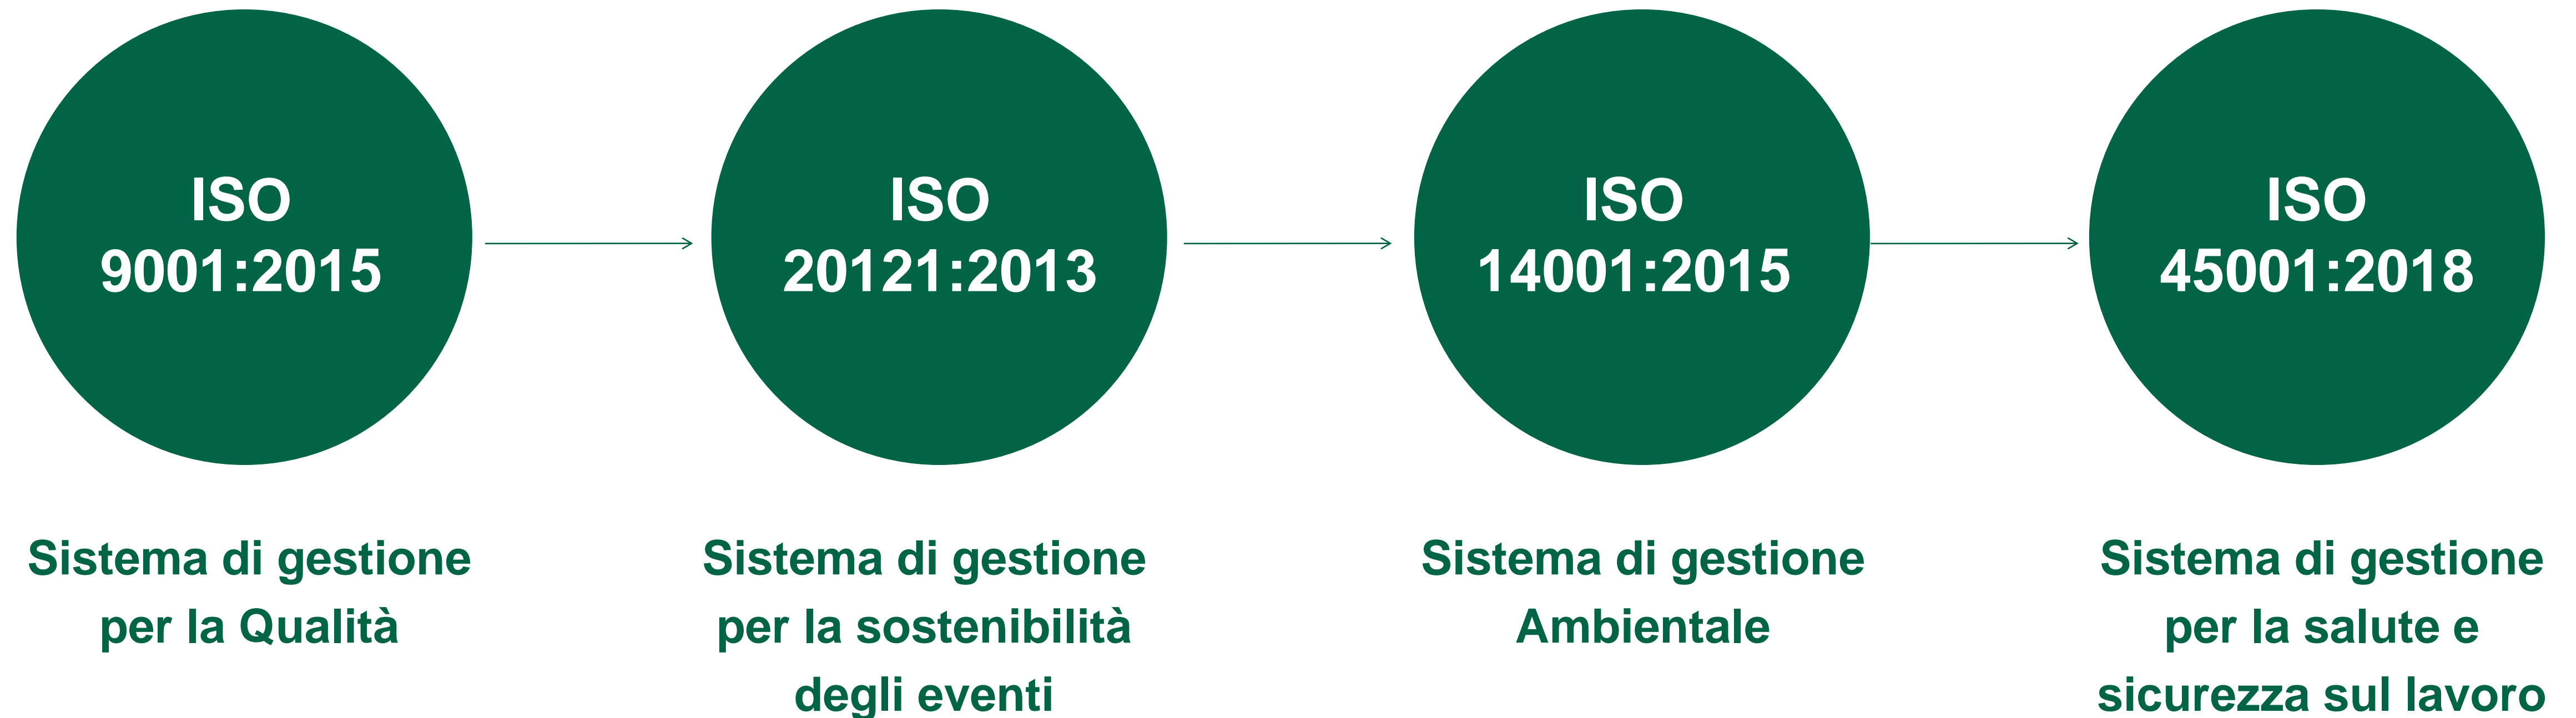 ISO
9001:2015
ISO
20121:2013
ISO
14001:2015
ISO
45001:2018
Sistema di gestione
per la Qualità
Sistema di gestione
per la sostenibilità
degli eventi
Sistema di gestione
Ambientale
Sistema di gestione
per la salute e
sicurezza sul lavoro